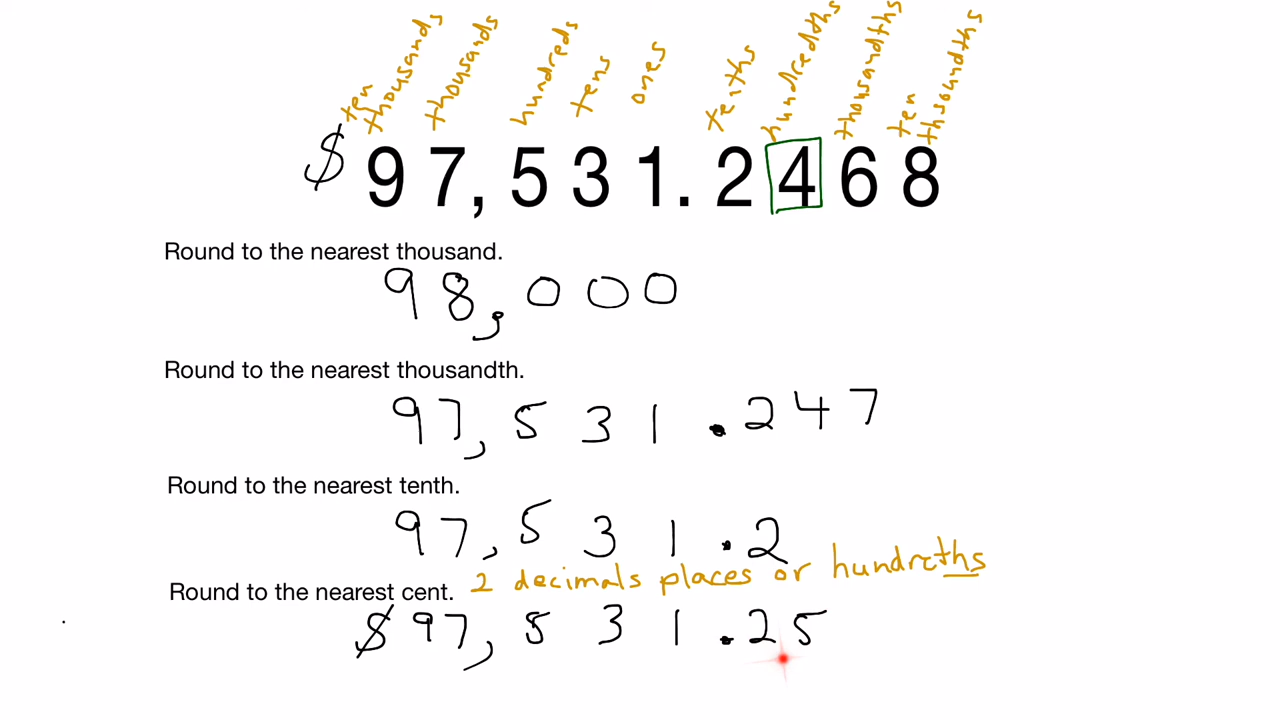 ten thousands thousands hundreds tens ones tenths hundredths thousandths ten thsoundths
$97,531.2468
Round to the nearest thousand.
98,000
Round to the nearest thousandth.
97,531.247
Round to the nearest tenth.
97,531.2
Round to the nearest cent. 2 decimals places or hundreths
$97,531.25